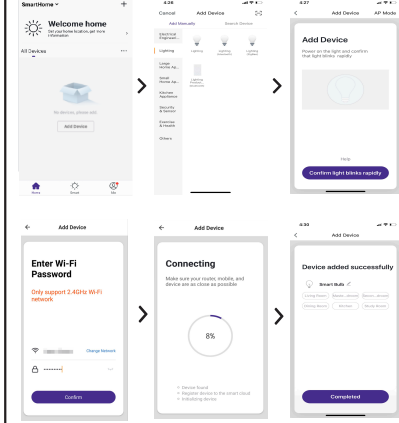 SmartHome
Welcome home
Set your home location, get more
information.
All Devices
No devices, please add
Add Device
Home
Smart
Me
4:26
Cancel
Add Device
Add Manually
Search Device
Electrical
Engineeri...
Lighting
Large
Home Ap...
Small
Home Ap...
Kitchen
Appliance
Security
& Sensor
Exercise
& Health
Others
Lighting
4:27
Add Device
AP Mode
Add Device
Power on the light and confirm
that light blinks rapidly
Help
Confirm light blinks rapidly
Add Device
Enter Wi-Fi
Password
Only support 2.4GHz Wi-Fi
network
Change Network
Confirm
Add Device
Connecting
Make sure your router, mobile, and
device are as close as possible
8%
Device found
Register device to the smart cloud
Initializing device
4:30
Add Device
Device added successfully
Smart Bulb
Completed